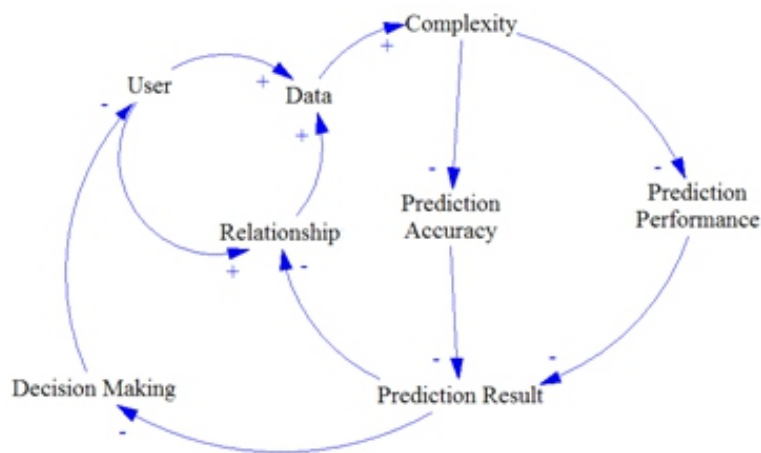 Complexity
+
User
-
+
Data
+
-
-
Prediction
Accuracy
Prediction
Performance
Relationship
+
-
-
-
Decision Making
Prediction Result
-